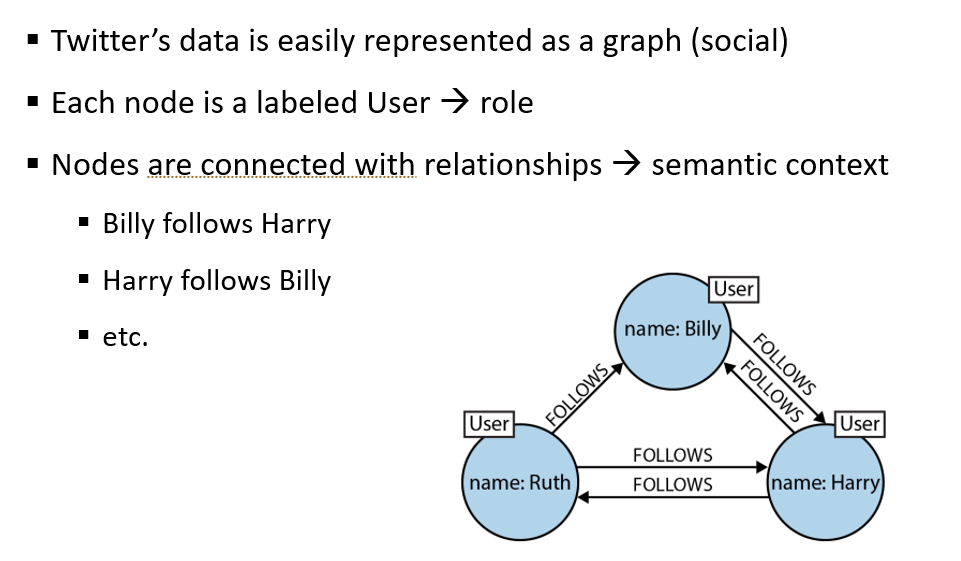 ▪ Twitter’s data is easily represented as a graph (social)
▪ Each node is a labeled User → role
▪ Nodes are connected with relationships → semantic context
▪ Billy follows Harry
▪ Harry follows Billy
▪ etc.
User
name: Billy
FOLLOWS
FOLLOWS
FOLLOWS
User
User
FOLLOWS
name: Ruth
name: Harry
FOLLOWS